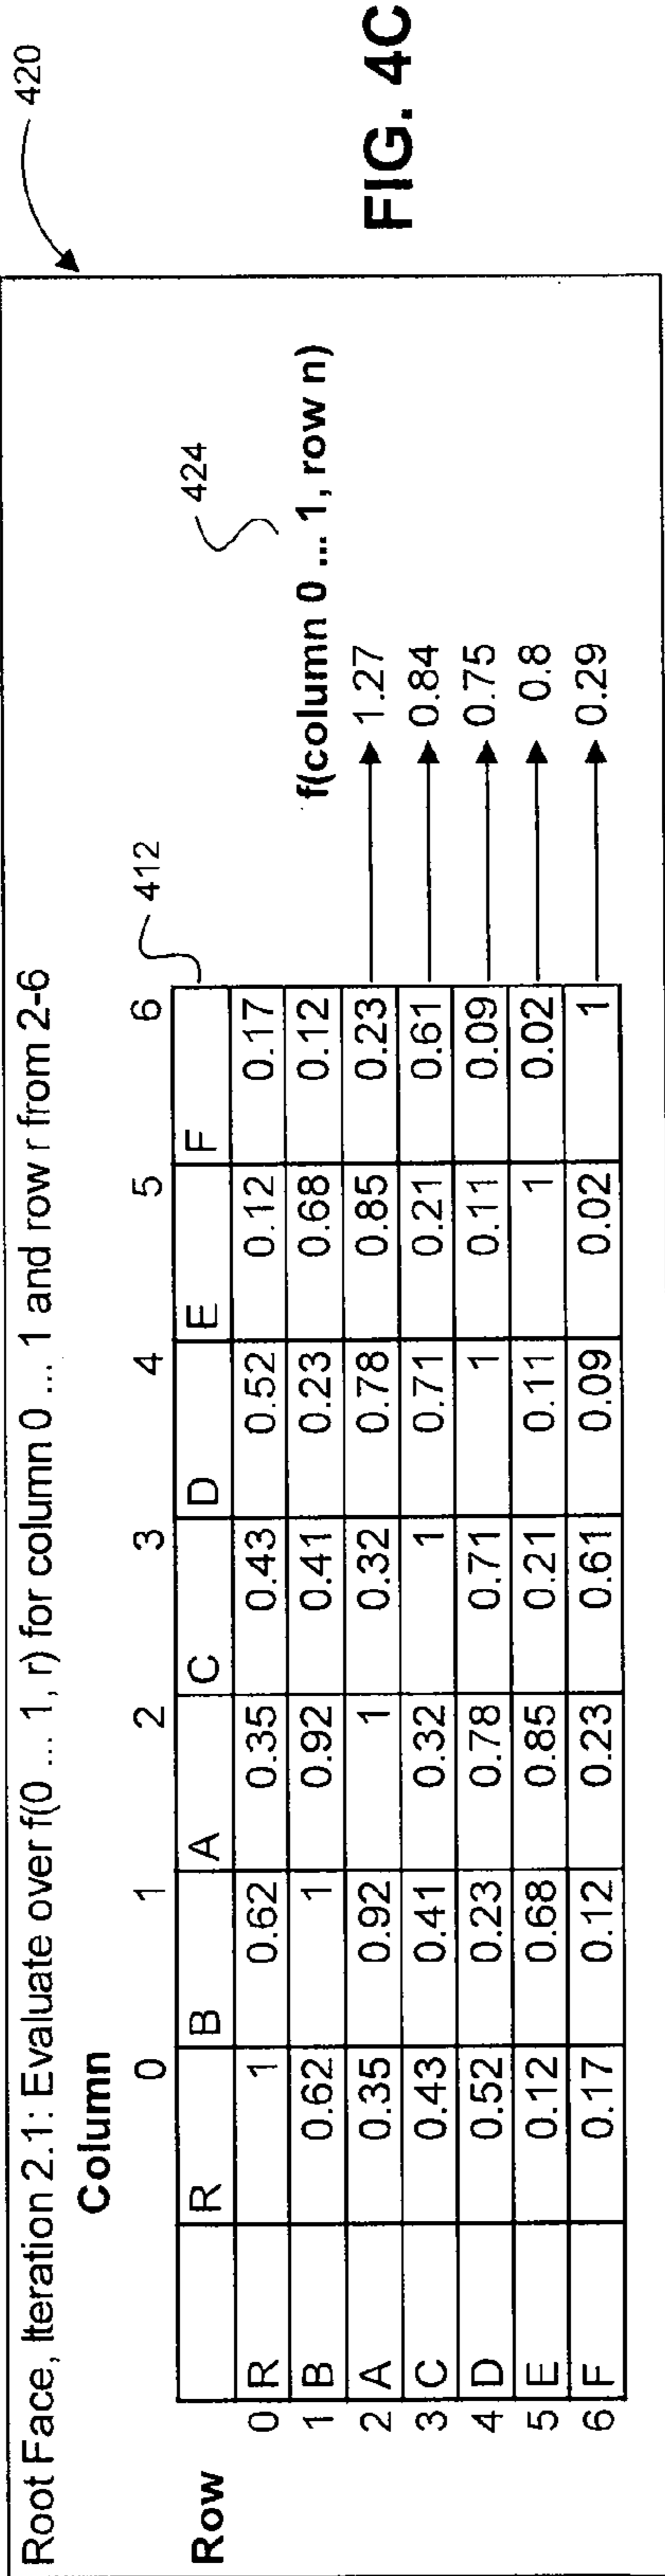 420
Root Face, Iteration 2.1: Evaluate over f(0 ... 1, r) for column 0 ... 1 and row r from 2-6
Column
0 1 2 3 4 5 6
412
424
Row
R B A C D E F
f(column 0 ... 1, row n)
0 R 1 0.62 0.35 0.43 0.52 0.12 0.17
1 B 0.62 1 0.92 0.41 0.23 0.68 0.12
2 A 0.35 0.92 1 0.32 0.78 0.85 0.23 1.27
3 C 0.43 0.41 0.32 1 0.71 0.21 0.61 0.84
4 D 0.52 0.23 0.78 0.71 1 0.11 0.09 0.75
5 E 0.12 0.68 0.85 0.21 0.11 1 0.02 0.8
6 F 0.17 0.12 0.23 0.61 0.09 0.02 1 0.29
FIG. 4C